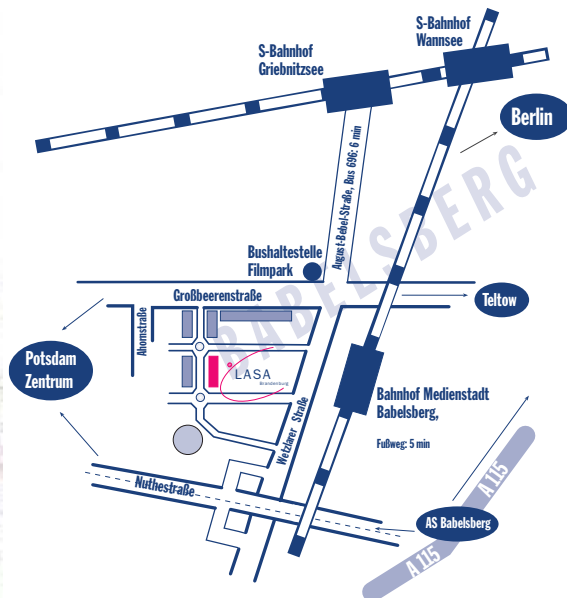 S-Bahnhof
Wannsee
S-Bahnhof
Griebnitzsee
Berlin
August-Bebel-Straße, Bus 696: 6 min
BABELSBERG
Bushaltestelle
Filmpark
Großbeerenstraße
Teltow
Ahornstraße
Potsdam
Zentrum
LASA
Brandenburg
Bahnhof Medienstadt
Babelsberg,
Fußweg: 5 min
Wetzlarer Straße
Nuthestraße
A 115
AS Babelsberg
A 115